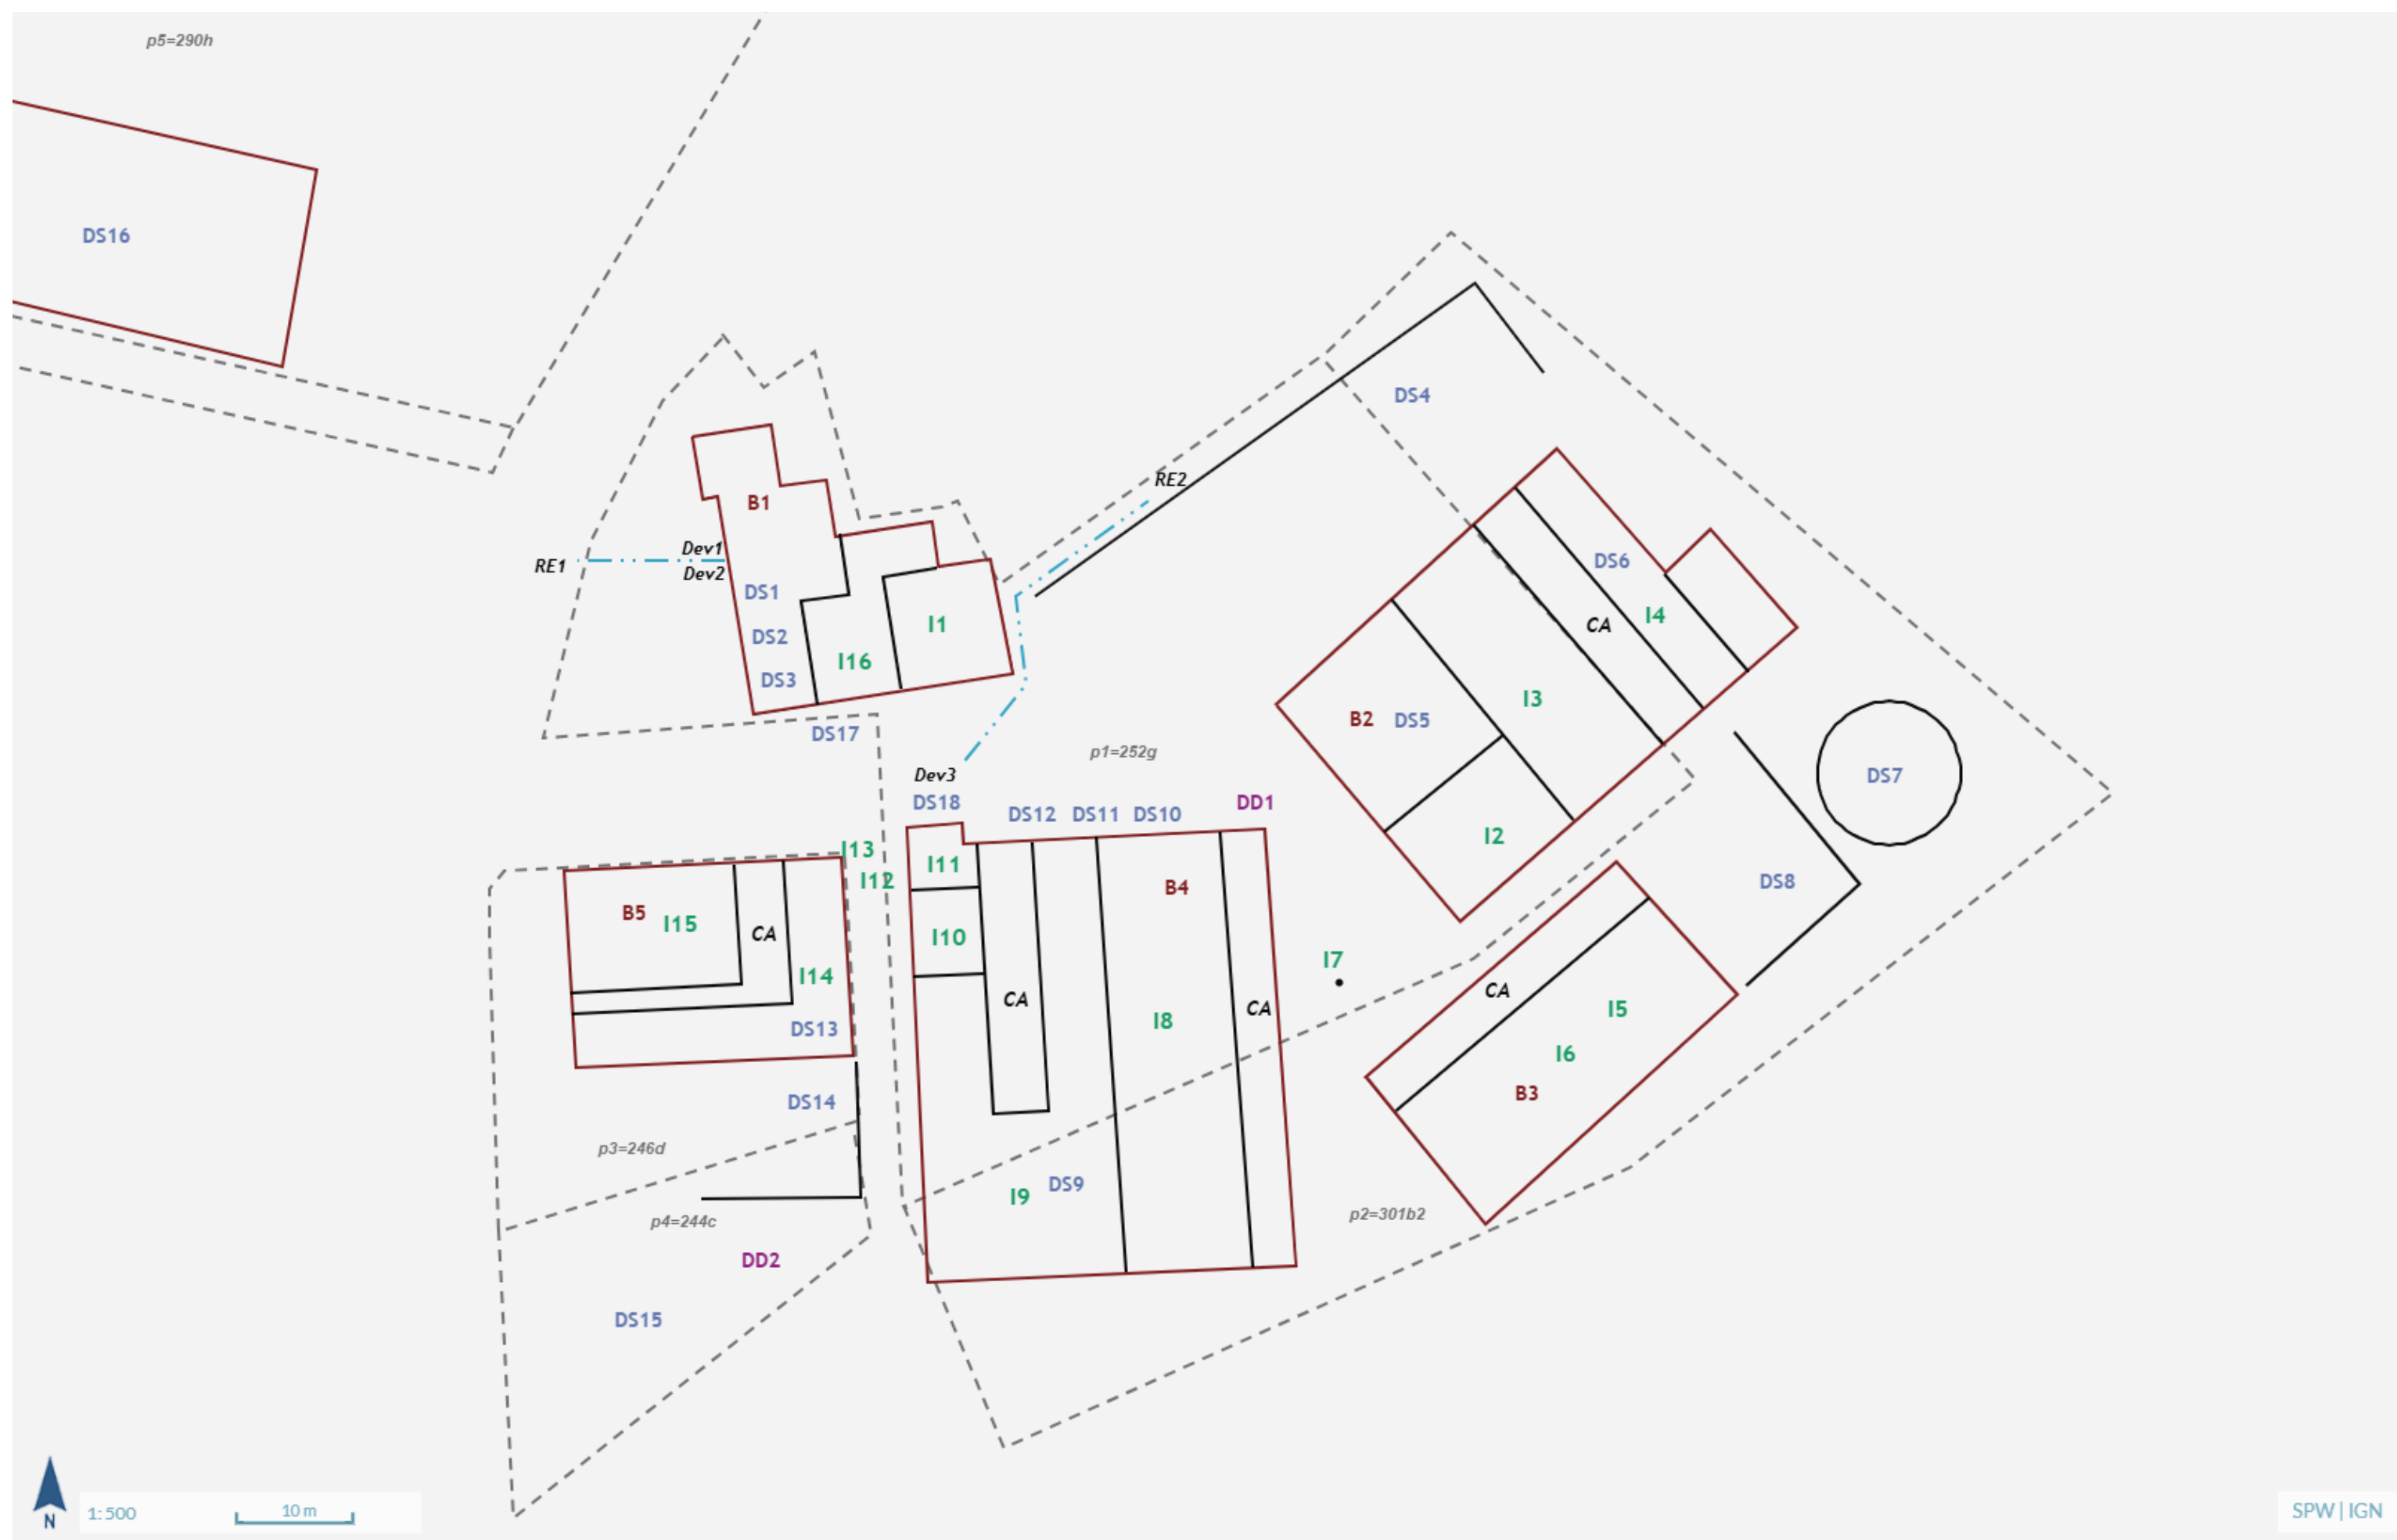 p5=290h
DS16
DS4
RE2
B1
Dev1
RE1
Dev2
DS6
DS1
I4
I1
CA
DS2
I16
DS3
I3
B2 DS5
DS17
p1=252g
Dev3
DS7
DS18
DD1
DS12 DS11 DS10
I2
I13
I11
I12
DS8
B4
B5
I15
CA
I10
I7
I14
CA
CA
CA
I5
I8
DS13
I6
B3
DS14
p3=246d
DS9
I9
p2=301b2
p4=244c
DD2
DS15
N
1:500
10 m
SPW | IGN